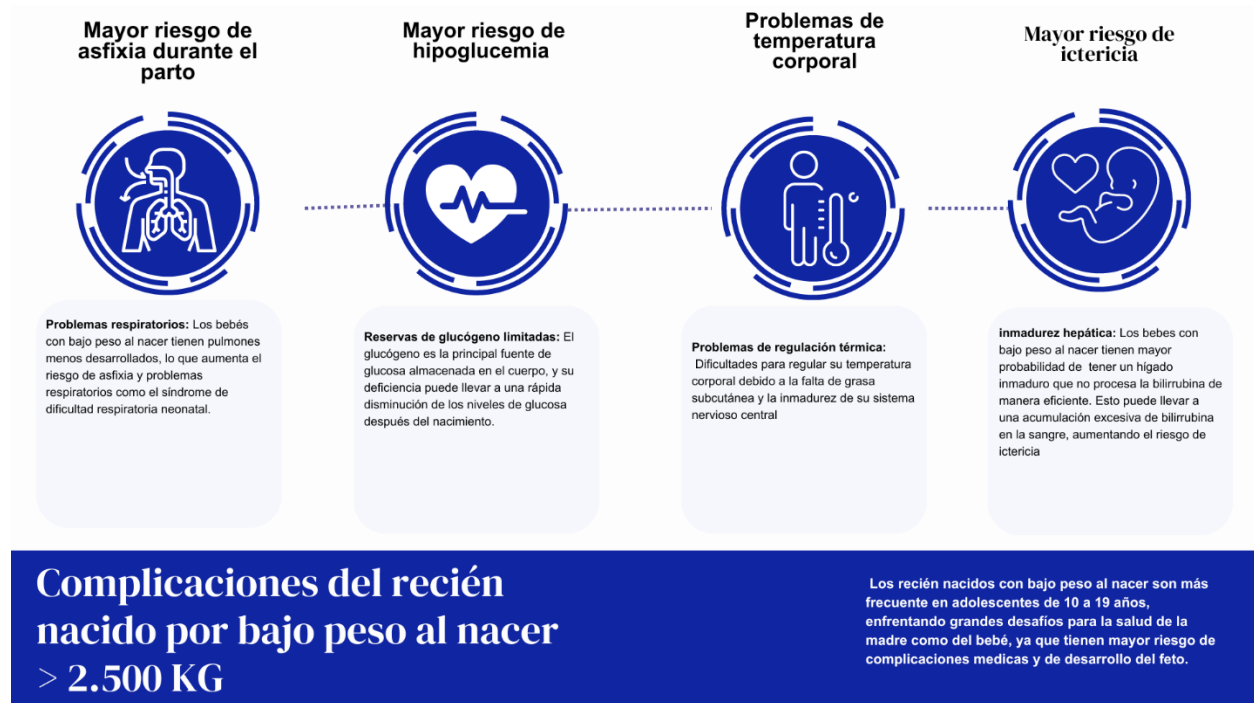 Mayor riesgo de
asfixia durante el
parto
Mayor riesgo de
hipoglucemia
Problemas de
temperatura
corporal
Mayor riesgo de
ictericia
Problemas respiratorios: Los bebés
con bajo peso al nacer tienen pulmones
menos desarrollados, lo que aumenta el
riesgo de asfixia y problemas
respiratorios como el síndrome de
dificultad respiratoria neonatal.
Reservas de glucógeno limitadas: El
glucógeno es la principal fuente de
glucosa almacenada en el cuerpo, y su
deficiencia puede llevar a una rápida
disminución de los niveles de glucosa
después del nacimiento.
Problemas de regulación térmica:
Dificultades para regular su temperatura
corporal debido a la falta de grasa
subcutánea y la inmadurez de su sistema
nervioso central
inmadurez hepática: Los bebes con
bajo peso al nacer tienen mayor
probabilidad de tener un hígado
inmaduro que no procesa la bilirrubina de
manera eficiente. Esto puede llevar a
una acumulación excesiva de bilirrubina
en la sangre, aumentando el riesgo de
ictericia
Complicaciones del recién
nacido por bajo peso al nacer
> 2.500 KG
Los recién nacidos con bajo peso al nacer son más
frecuente en adolescentes de 10 a 19 años,
enfrentando grandes desafíos para la salud de la
madre como del bebé, ya que tienen mayor riesgo de
complicaciones medicas y de desarrollo del feto.